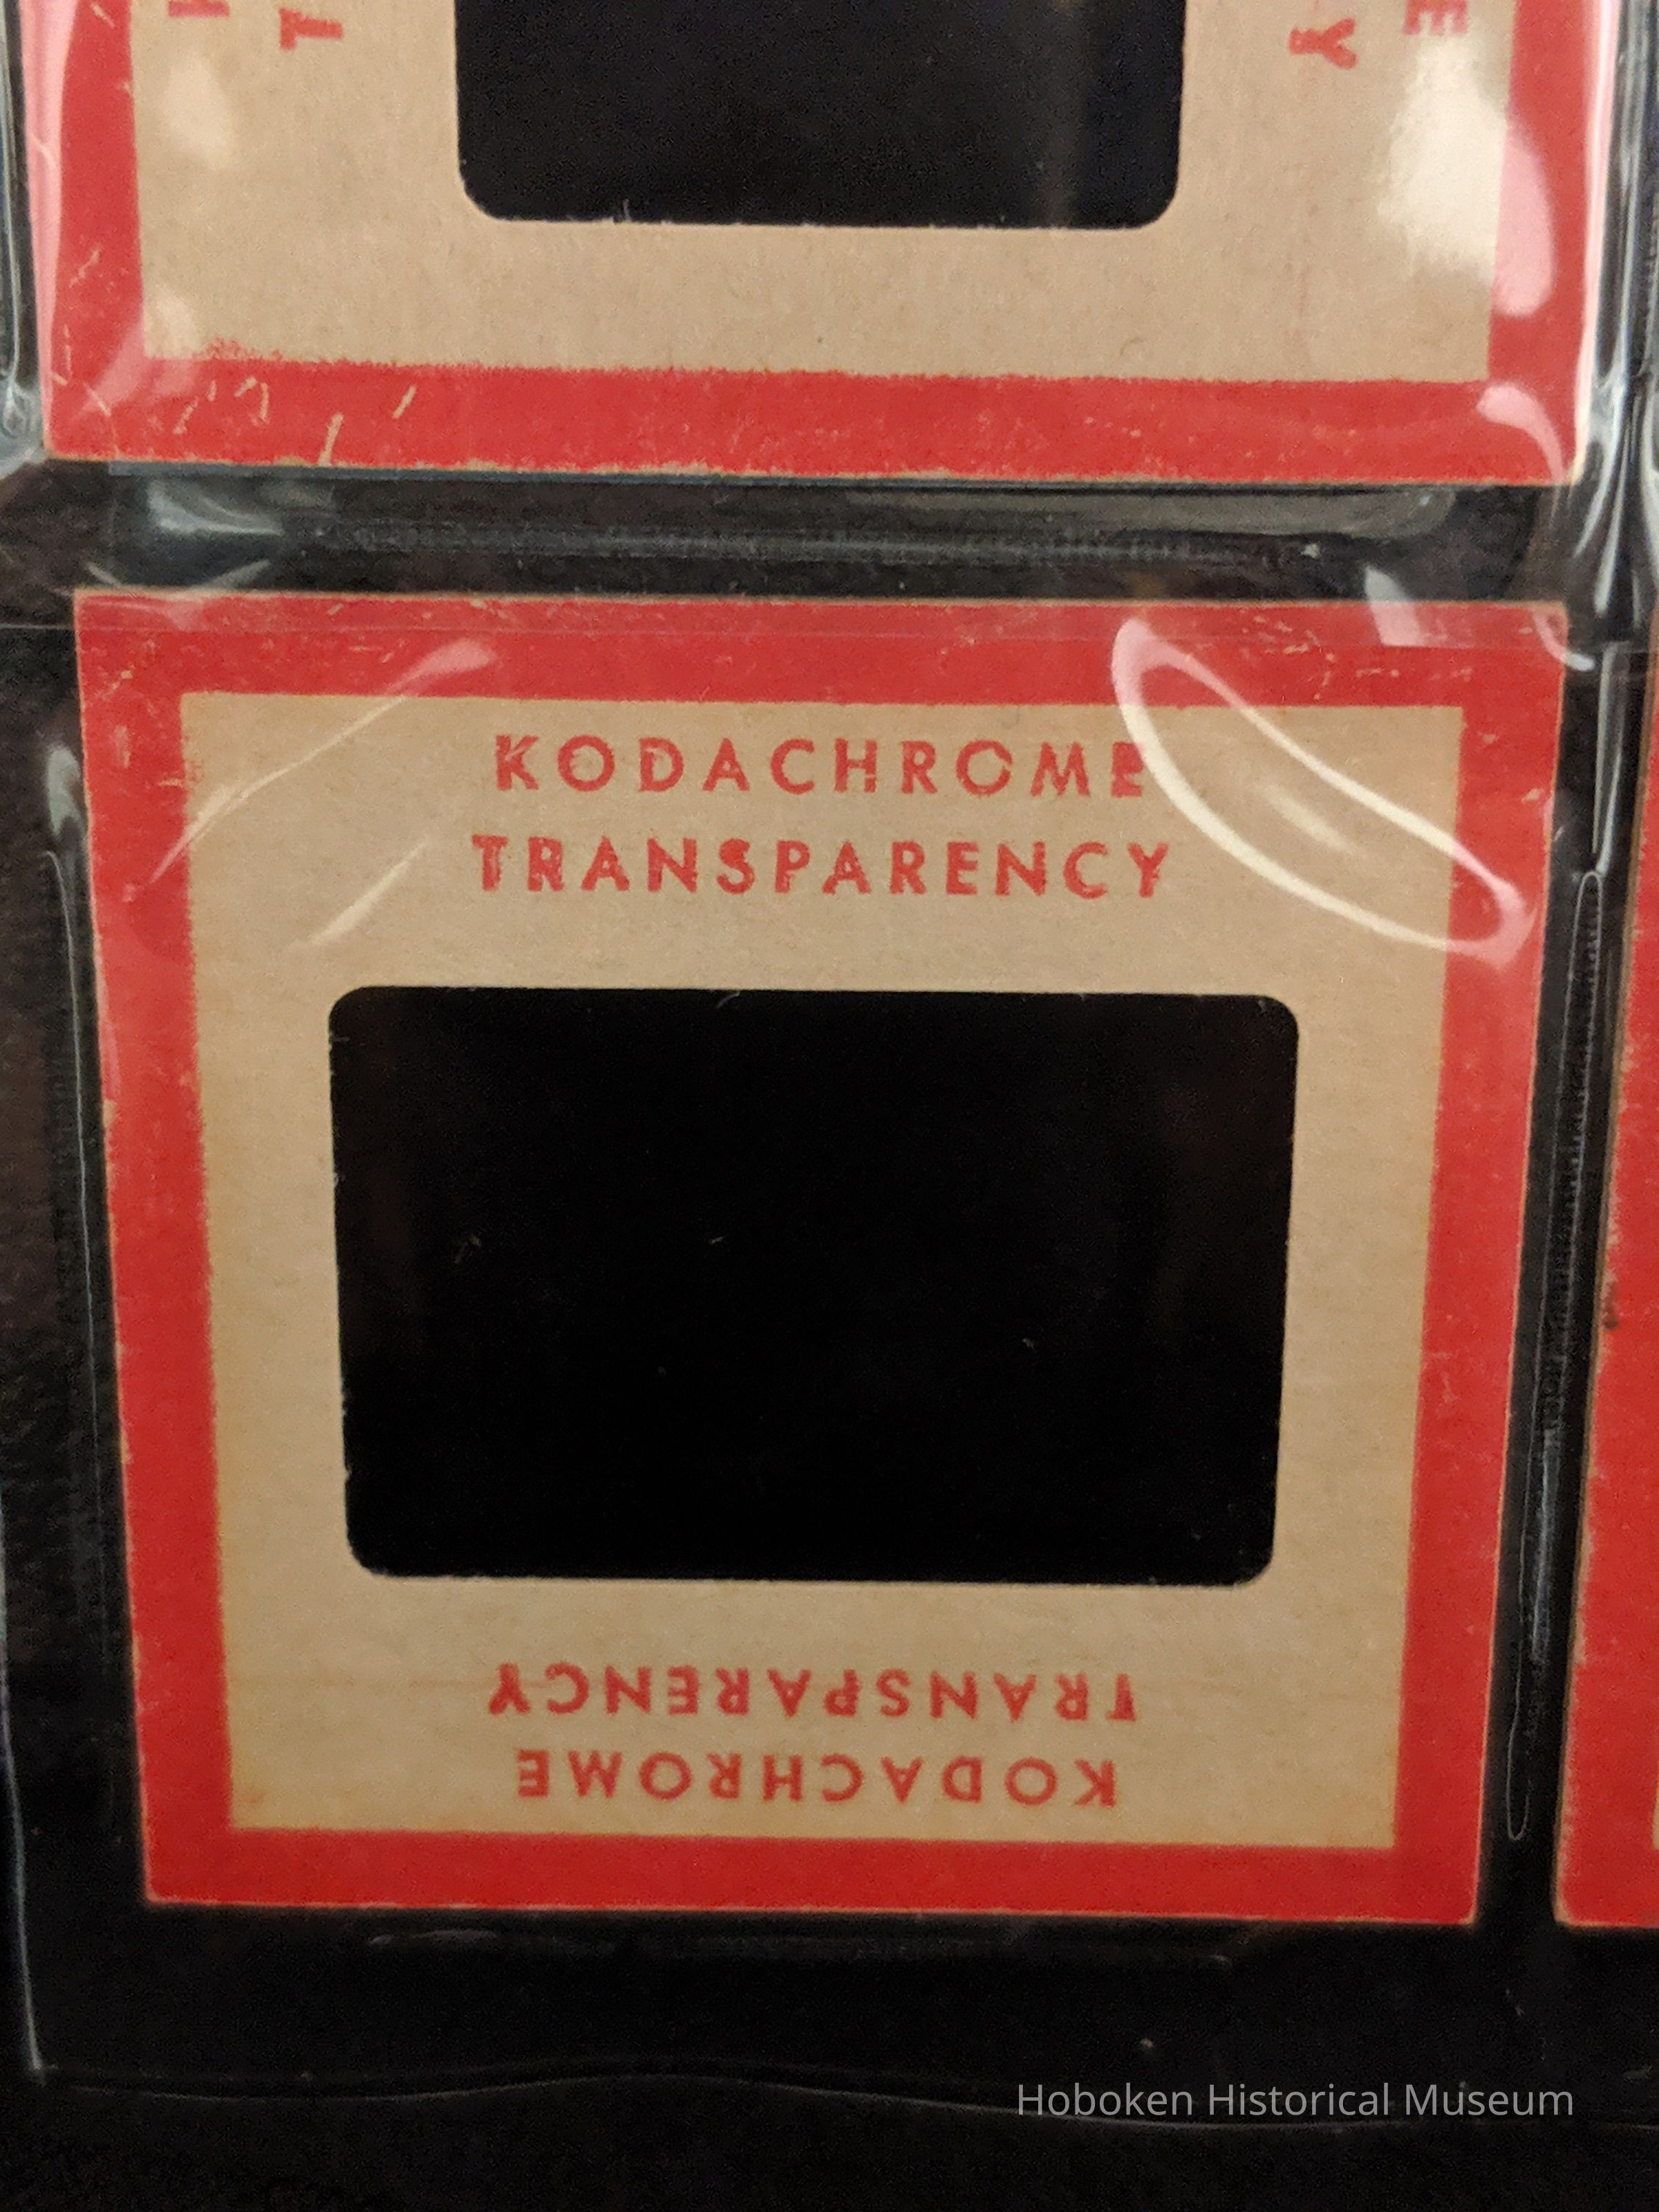 KODACHROME
TRANSPARENCY
TRANSPARENCY
KODACHROME
Hoboken Historical Museum